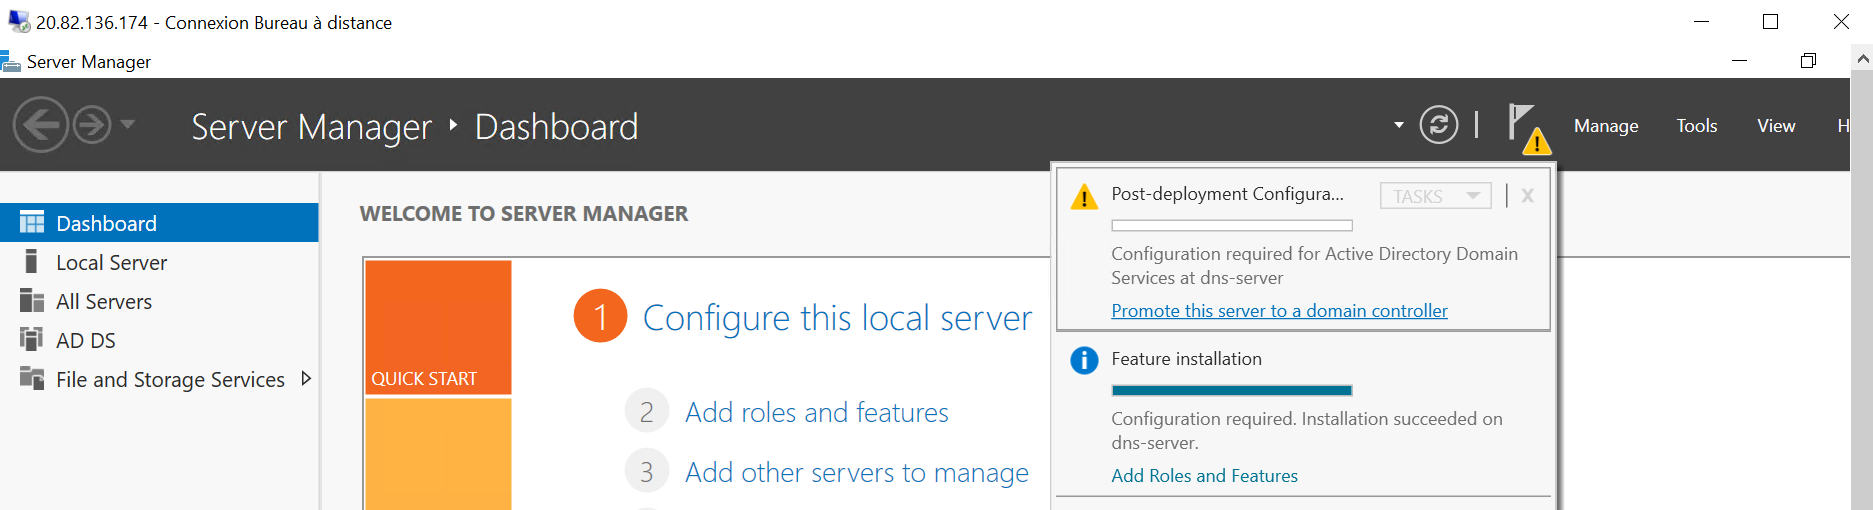 20.82.136.174 - Connexion Bureau à distance
Server Manager
Server Manager
Dashboard
Manage
Tools
View
H
Dashboard
Local Server
All Servers
AD DS
File and Storage Services
WELCOME TO SERVER MANAGER
QUICK START
1 Configure this local server
2 Add roles and features
3 Add other servers to manage
Post-deployment Configura...
TASKS
X
Configuration required for Active Directory Domain
Services at dns-server
Promote this server to a domain controller
Feature installation
Configuration required. Installation succeeded on
dns-server.
Add Roles and Features